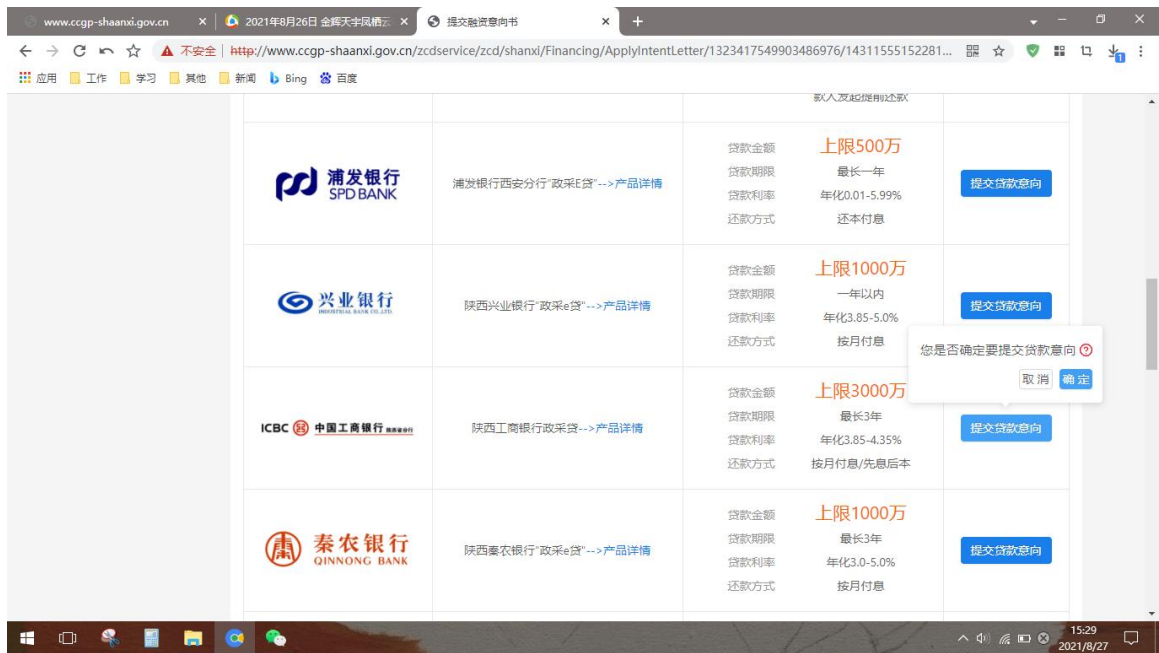 www.ccgp-shaanxi.gov.cn
2021年8月26日 金辉天宇凤栖云
提交融资意向书
不安全 http://www.ccgp-shaanxi.gov.cn/zcdservice/zcd/shanxi/Financing/ApplyIntentLetter/1323417549903486976/14311555152281...
应用 工作 学习 其他 新闻 Bing 百度
款人发起提前还款
浦发银行
SPD BANK
浦发银行西安分行"政采E贷"-->产品详情
贷款金额 上限500万
贷款期限 最长一年
贷款利率 年化0.01-5.99%
还款方式 还本付息
提交贷款意向
兴业银行
INDUSTRIAL BANK CO.,LTD.
陕西兴业银行"政采e贷"-->产品详情
贷款金额 上限1000万
贷款期限 一年以内
贷款利率 年化3.85-5.0%
还款方式 按月付息
提交贷款意向
您是否确定要提交贷款意向
取消 确定
ICBC 中国工商银行
陕西工商银行政采贷-->产品详情
贷款金额 上限3000万
贷款期限 最长3年
贷款利率 年化3.85-4.35%
还款方式 按月付息/先息后本
提交贷款意向
秦农银行
QINNONG BANK
陕西秦农银行"政采e贷"-->产品详情
贷款金额 上限1000万
贷款期限 最长3年
贷款利率 年化3.0-5.0%
还款方式 按月付息
提交贷款意向
15:29
2021/8/27